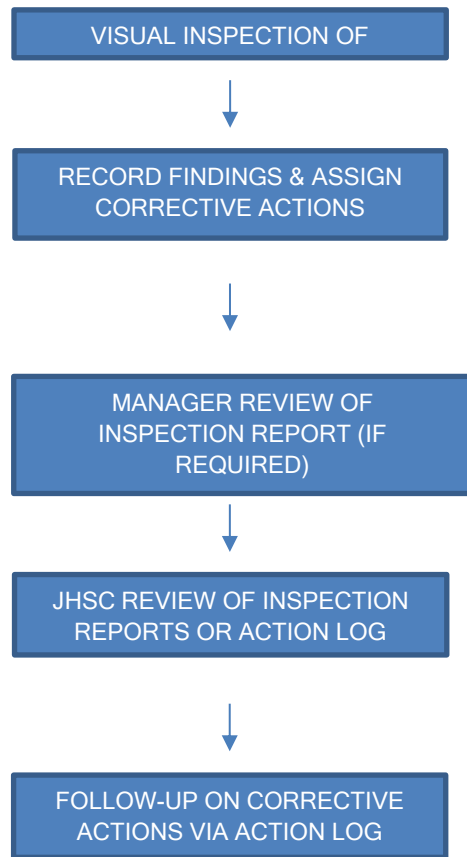 VISUAL INSPECTION OF
RECORD FINDINGS & ASSIGN
CORRECTIVE ACTIONS
MANAGER REVIEW OF
INSPECTION REPORT (IF
REQUIRED)
JHSC REVIEW OF INSPECTION
REPORTS OR ACTION LOG
FOLLOW-UP ON CORRECTIVE
ACTIONS VIA ACTION LOG